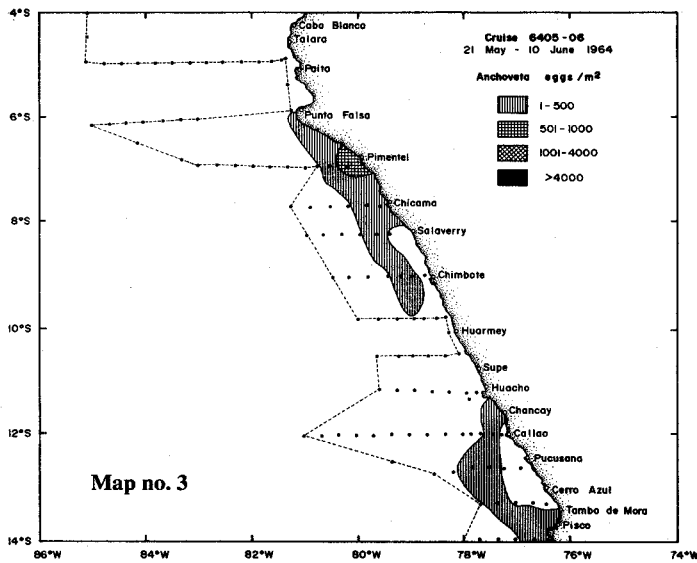 4°S
Cabo Blanco
Talara
Cruise 6405-06
21 May - 10 June 1964
Paita
Anchoveta eggs/m²
1-500
Punta Falsa
6°S
501-1000
Pimentel
1001-4000
>4000
Chicama
8°S
Salaverry
Chimbote
10°S
Huarmey
Supe
Huacho
Chancay
12°S
Callao
Pucusana
Map no. 3
Cerro Azul
Tambo de Mora
Pisco
14°S
86°W
84°W
82°W
80°W
78°W
76°W
74°W